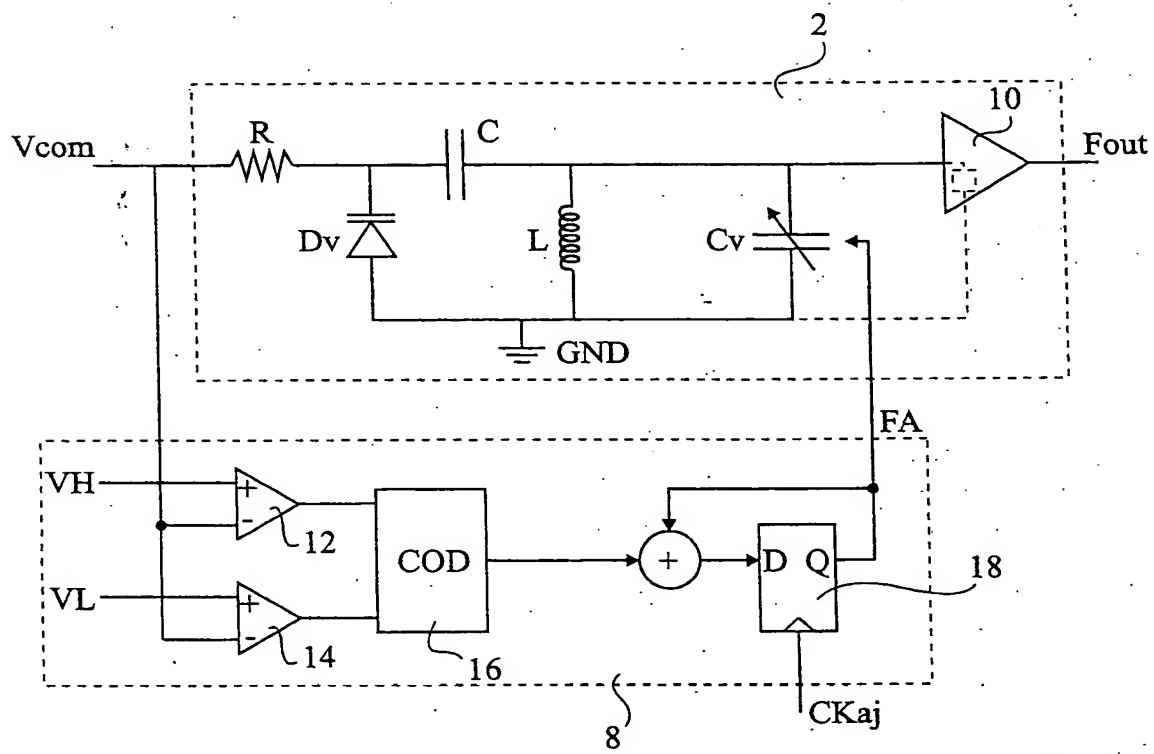 2
10
Vcom
R
C
Fout
Dv
L
Cv
GND
FA
VH
+
-
12
COD
+
D Q
18
VL
+
-
14
16
CKaj
8